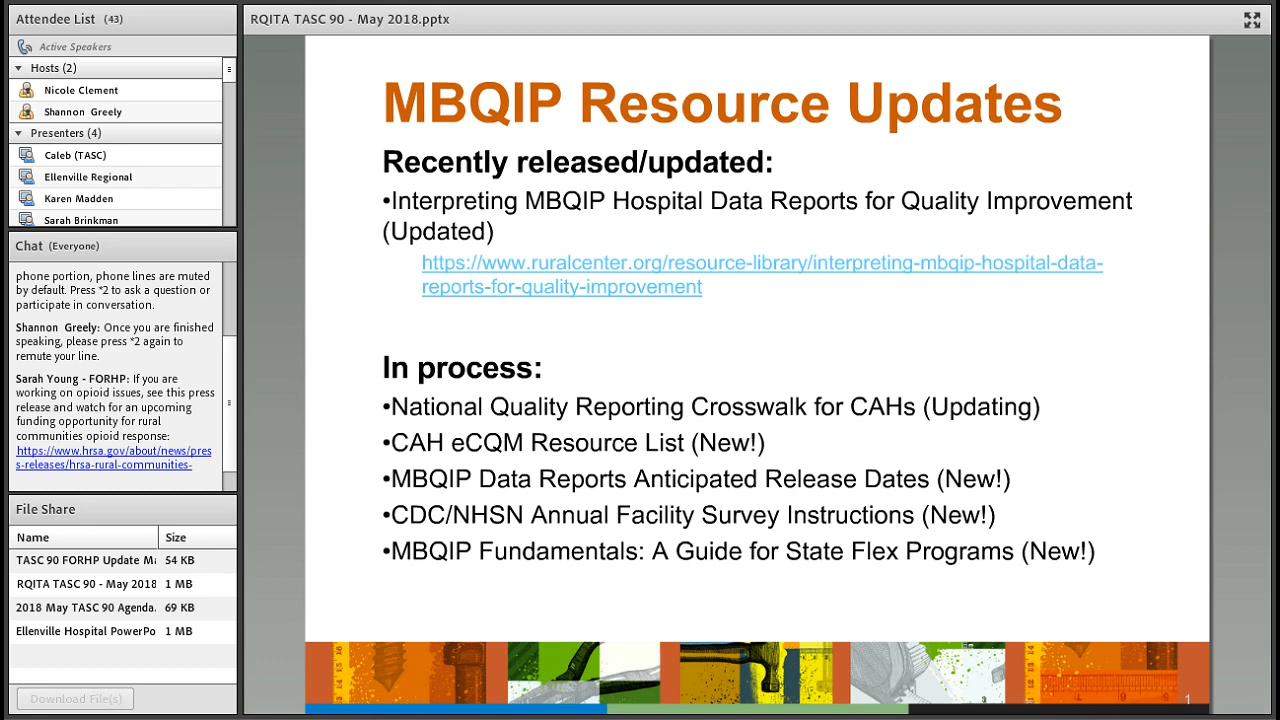 Attendee List (43)
Active Speakers
Hosts (2)
Nicole Clement
Shannon Greely
Presenters (4)
Caleb (TASC)
Ellenville Regional
Karen Madden
Sarah Brinkman
Chat (Everyone)
phone portion, phone lines are muted
by default. Press *2 to ask a question or
participate in conversation.
Shannon Greely: Once you are finished
speaking, please press *2 again to
remute your line.
Sarah Young - FORHP: If you are
working on opioid issues, see this press
release and watch for an upcoming
funding opportunity for rural
communities opioid response:
https://www.hrsa.gov/about/news/pres
s-releases/hrsa-rural-communities-
File Share
Name Size
TASC 90 FORHP Update Ma 54 KB
RQITA TASC 90 - May 2018 1 MB
2018 May TASC 90 Agenda. 69 KB
Ellenville Hospital PowerPo 1 MB
Download File(s)
RQITA TASC 90 - May 2018.pptx
MBQIP Resource Updates
Recently released/updated:
•Interpreting MBQIP Hospital Data Reports for Quality Improvement
(Updated)
https://www.ruralcenter.org/resource-library/interpreting-mbqip-hospital-data-
reports-for-quality-improvement
In process:
•National Quality Reporting Crosswalk for CAHs (Updating)
•CAH eCQM Resource List (New!)
•MBQIP Data Reports Anticipated Release Dates (New!)
•CDC/NHSN Annual Facility Survey Instructions (New!)
•MBQIP Fundamentals: A Guide for State Flex Programs (New!)
1